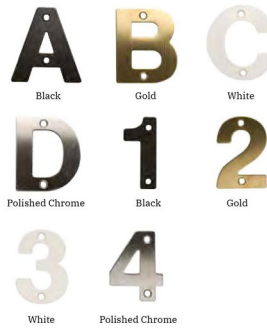 A B C
Black Gold White
D 1 2
Polished Chrome Black Gold
3 4
White Polished Chrome